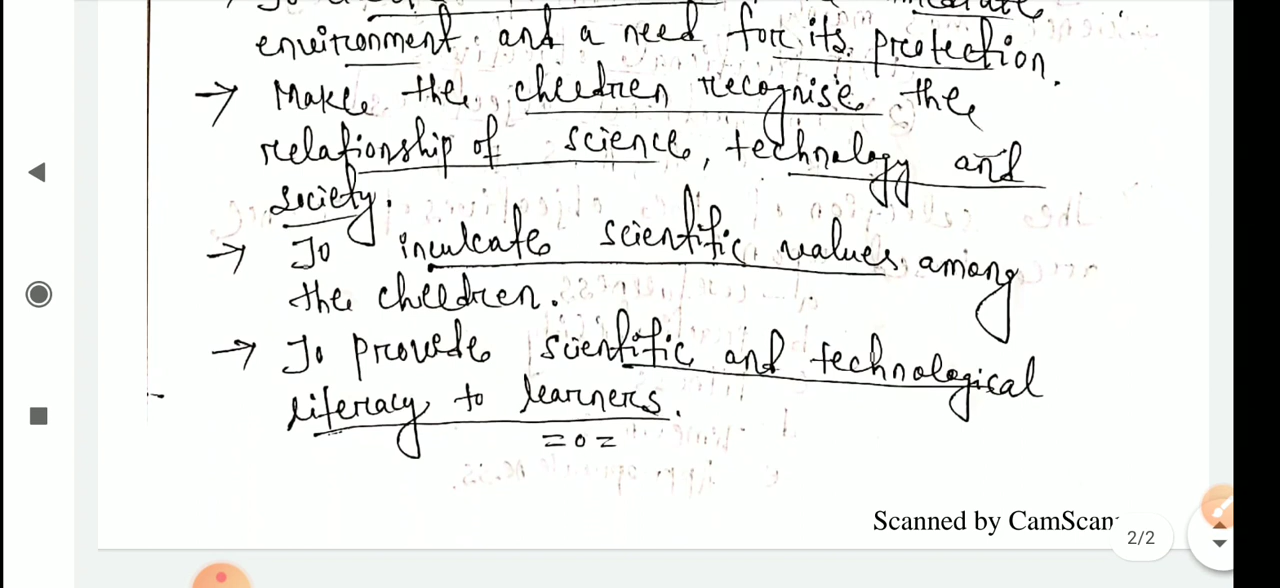 environment and a need for its protection.
→ Make the children recognise the
relationship of science, technology and
society.
→ To inculcate scientific values among
the children.
→ To provide scientific and technological
literacy to learners.
= 0 =
Scanned by CamScan
2/2